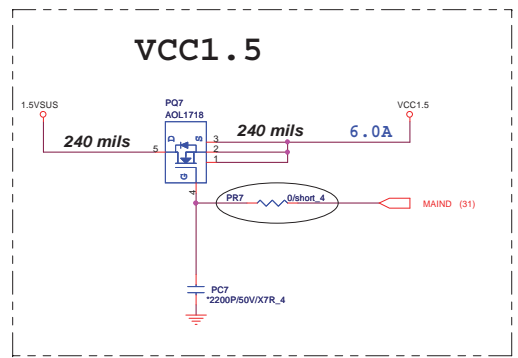 VCC1.5
1.5VSUS
PQ7
AOL1718
VCC1.5
240 mils
240 mils
6.0A
D
S
G
5
3
2
1
4
PR7
0/short_4
MAIND (31)
PC7
*2200P/50V/X7R_4